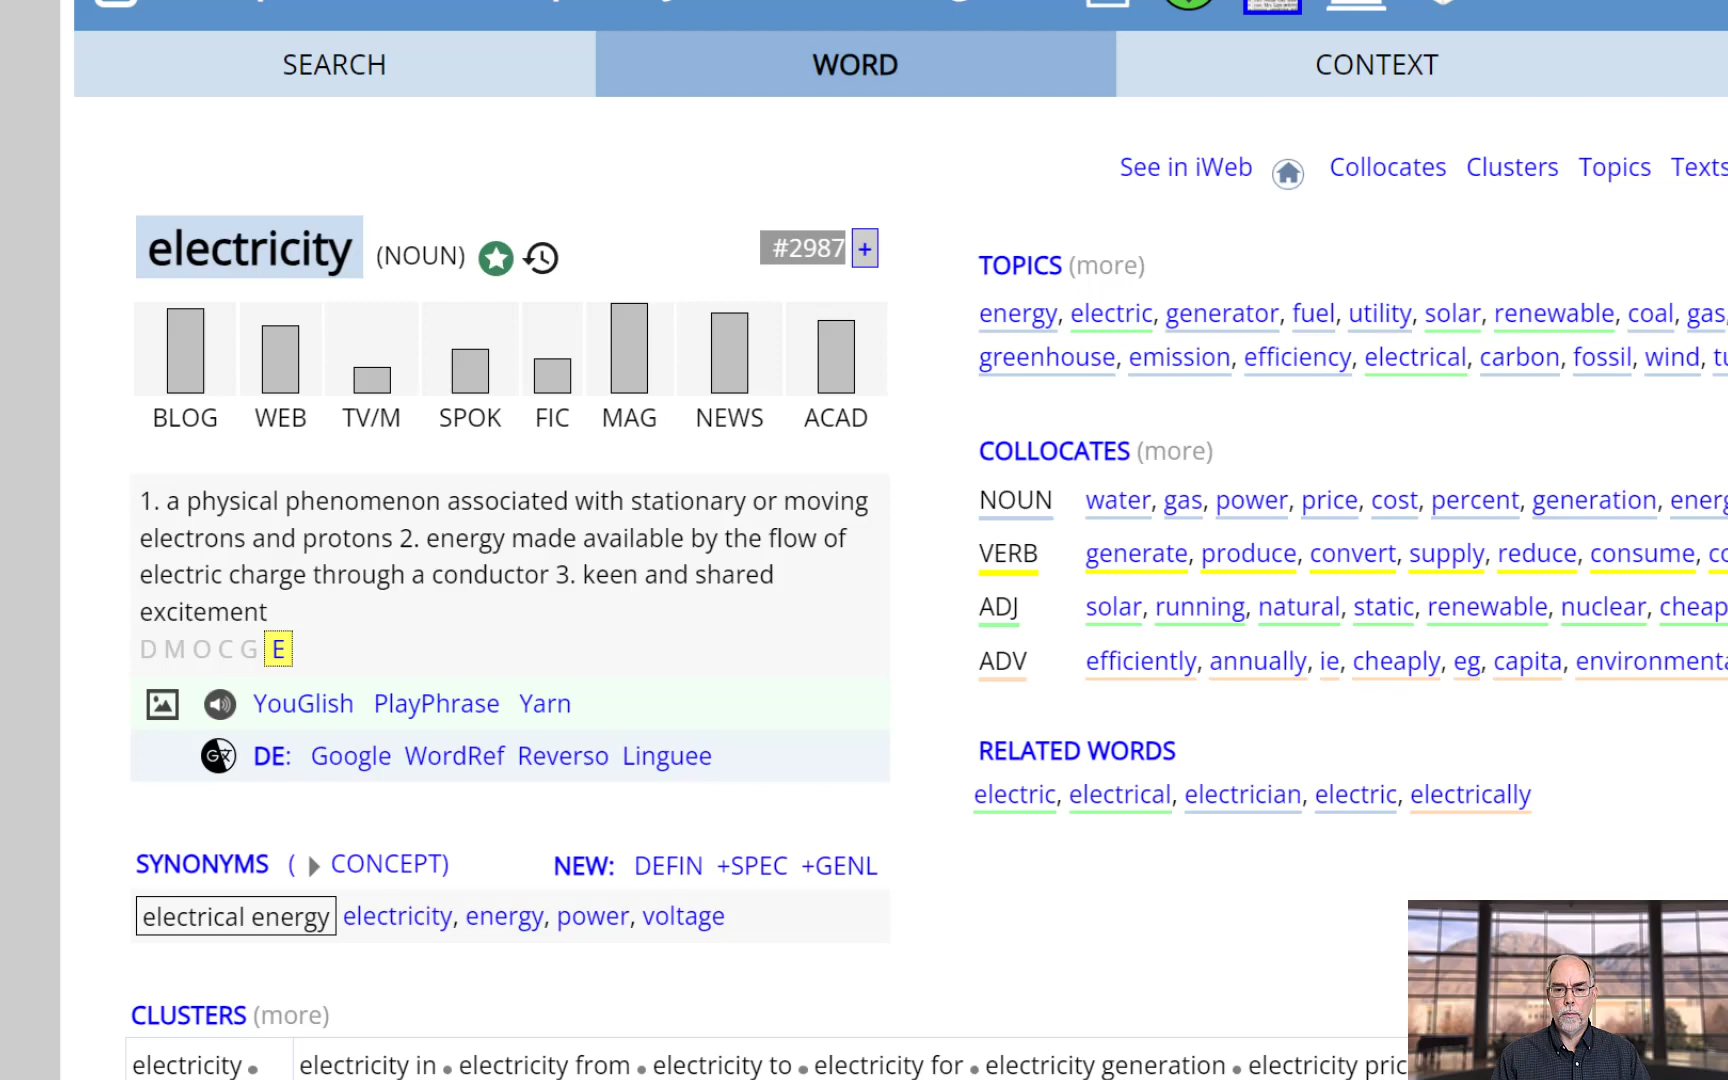 SEARCH WORD CONTEXT
See in iWeb Collocates Clusters Topics Texts
electricity (NOUN) #2987 +
BLOG WEB TV/M SPOK FIC MAG NEWS ACAD
1. a physical phenomenon associated with stationary or moving
electrons and protons 2. energy made available by the flow of
electric charge through a conductor 3. keen and shared
excitement
D M O C G E
YouGlish PlayPhrase Yarn
DE: Google WordRef Reverso Linguee
SYNONYMS ( CONCEPT) NEW: DEFIN +SPEC +GENL
electrical energy electricity, energy, power, voltage
TOPICS (more)
energy, electric, generator, fuel, utility, solar, renewable, coal, gas,
greenhouse, emission, efficiency, electrical, carbon, fossil, wind,
COLLOCATES (more)
NOUN water, gas, power, price, cost, percent, generation,
VERB generate, produce, convert, supply, reduce, consume,
ADJ solar, running, natural, static, renewable, nuclear, cheap
ADV efficiently, annually, ie, cheaply, eg, capita,
RELATED WORDS
electric, electrical, electrician, electric, electrically
CLUSTERS (more)
electricity • electricity in • electricity from • electricity to • electricity for • electricity generation • electricity